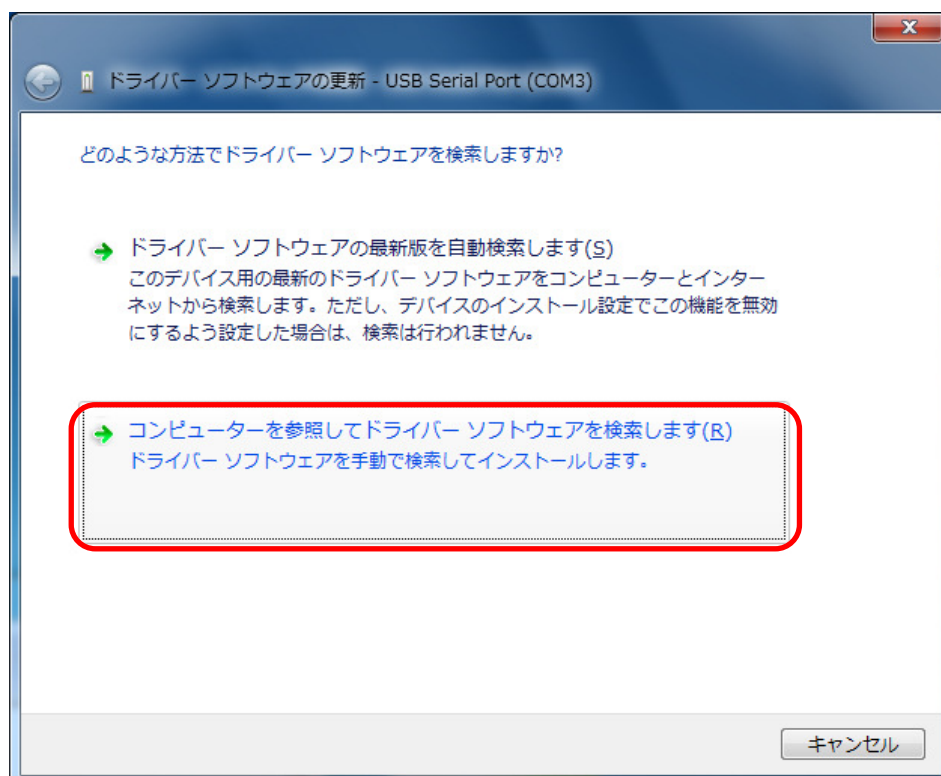 ドライバー ソフトウェアの更新 - USB Serial Port (COM3)
どのような方法でドライバー ソフトウェアを検索しますか?
ドライバー ソフトウェアの最新版を自動検索します(S)
このデバイス用の最新のドライバー ソフトウェアをコンピューターとインター
ネットから検索します。ただし、デバイスのインストール設定でこの機能を無効
にするよう設定した場合は、検索は行われません。
コンピューターを参照してドライバー ソフトウェアを検索します(R)
ドライバー ソフトウェアを手動で検索してインストールします。
キャンセル